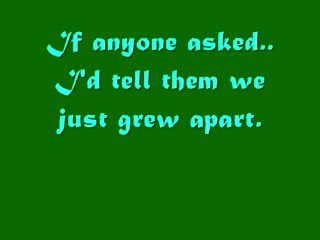 If anyone asked..
I'd tell them we
just grew apart.